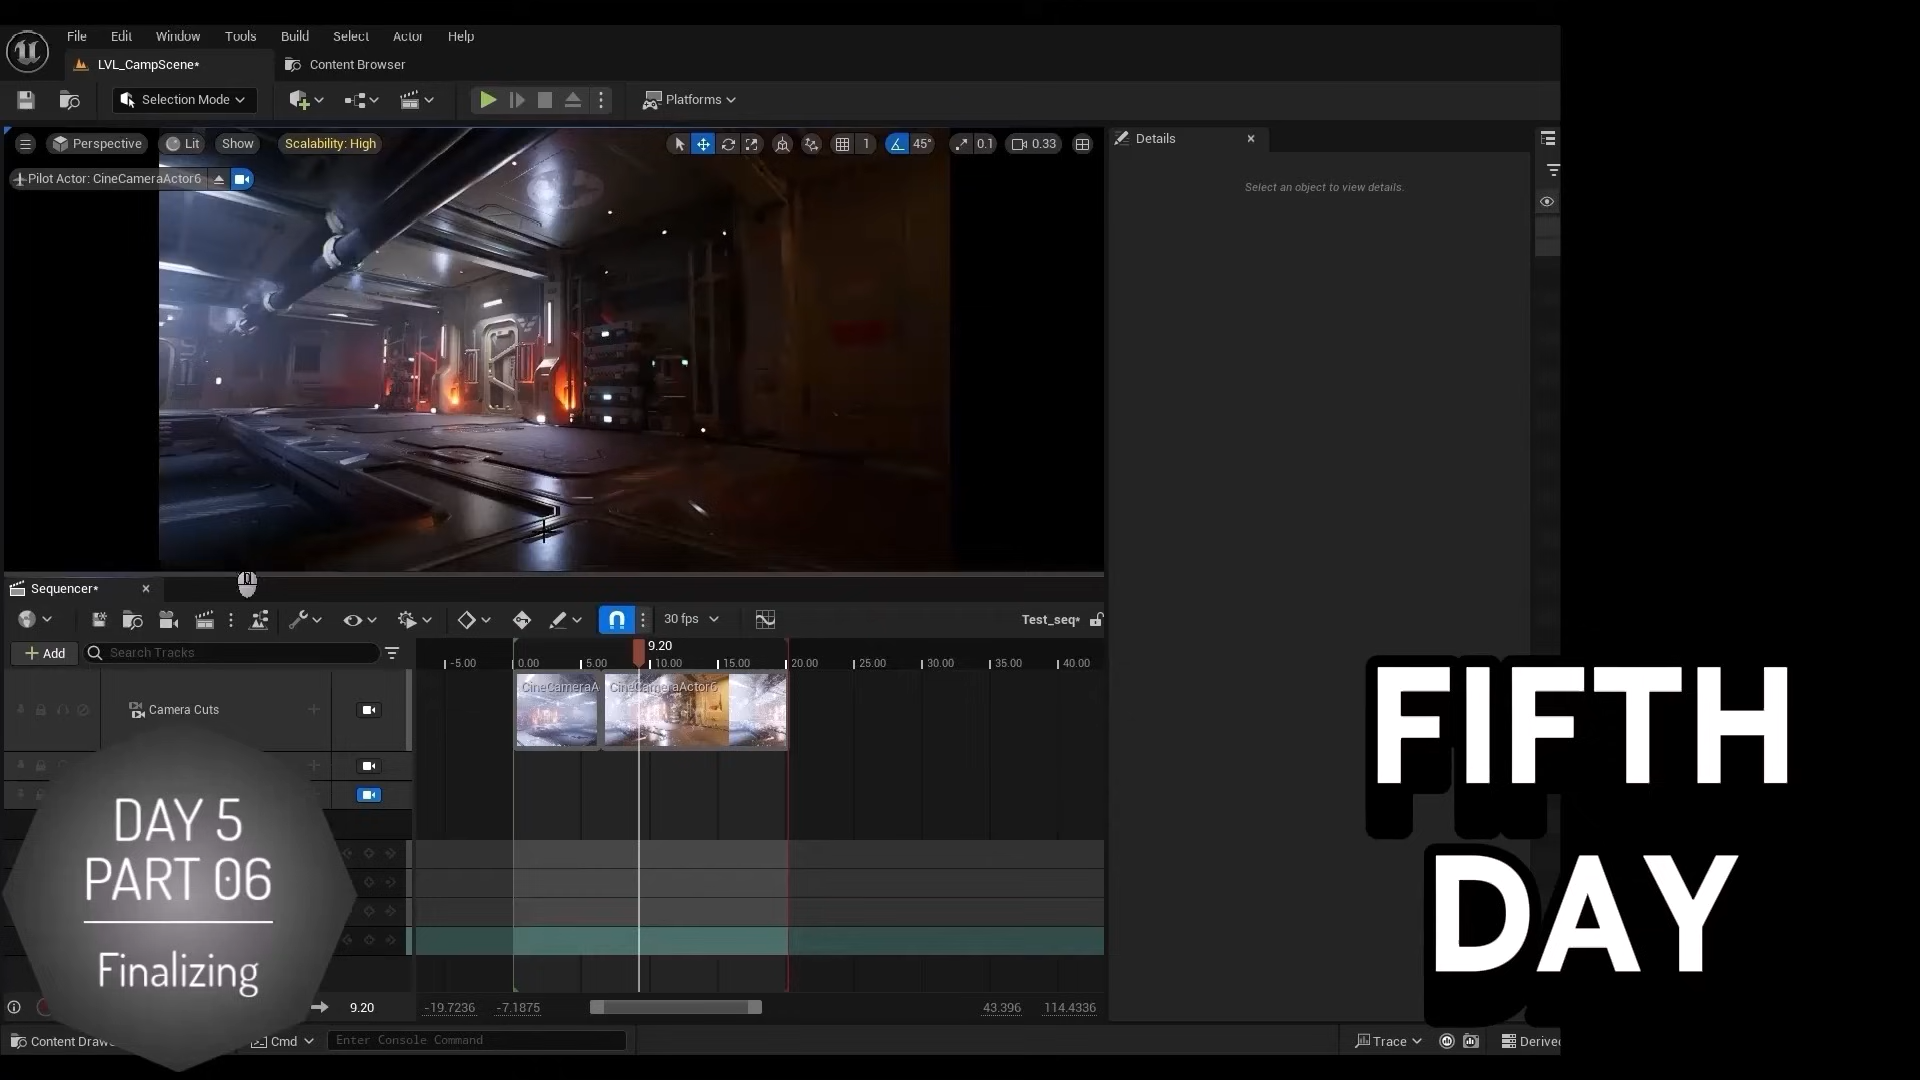 File Edit Window Tools Build Select Actor Help
LVL_CampScene* Content Browser
Selection Mode Platforms
Perspective Lit Show Scalability: High 1 45° 0.1 0.33
Details
Pilot Actor: CineCameraActor6
Select an object to view details.
Sequencer*
30 fps Test_seq*
Add Search Tracks
9.20
-5.00 0.00 5.00 10.00 15.00 20.00 25.00 30.00 35.00 40.00
CineCameraA CineCameraActor6
Camera Cuts
FIFTH
DAY
DAY 5
PART 06
Finalizing
9.20 -19.7236 -7.1875 43.396 114.4336
Content Draw Cmd Enter Console Command Trace Derive